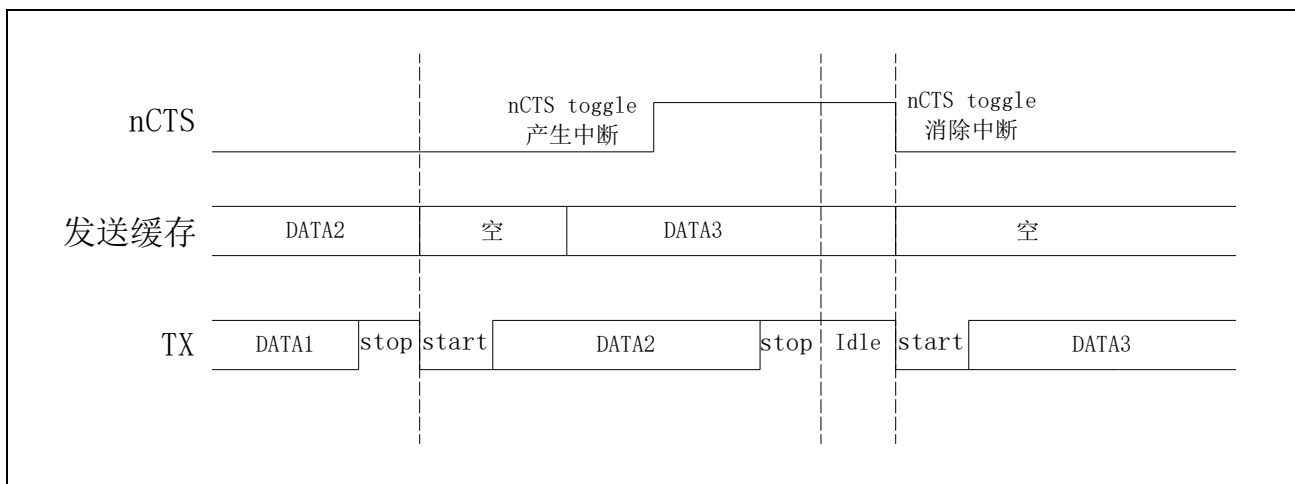 nCTS
nCTS toggle
产生中断
nCTS toggle
消除中断
发送缓存
DATA2
空
DATA3
空
TX
DATA1
stop
start
DATA2
stop
Idle
start
DATA3